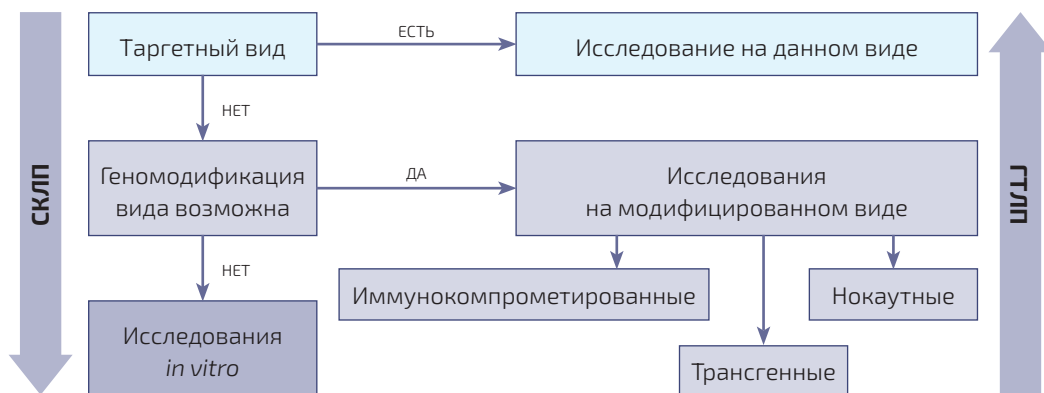 Таргетный вид
ЕСТЬ
Исследование на данном виде
НЕТ
СКЛП
Геномодификация
вида возможна
ДА
Исследования
на модифицированном виде
ГТЛП
НЕТ
Иммунокомпрометированные
Нокаутные
Исследования
in vitro
Трансгенные